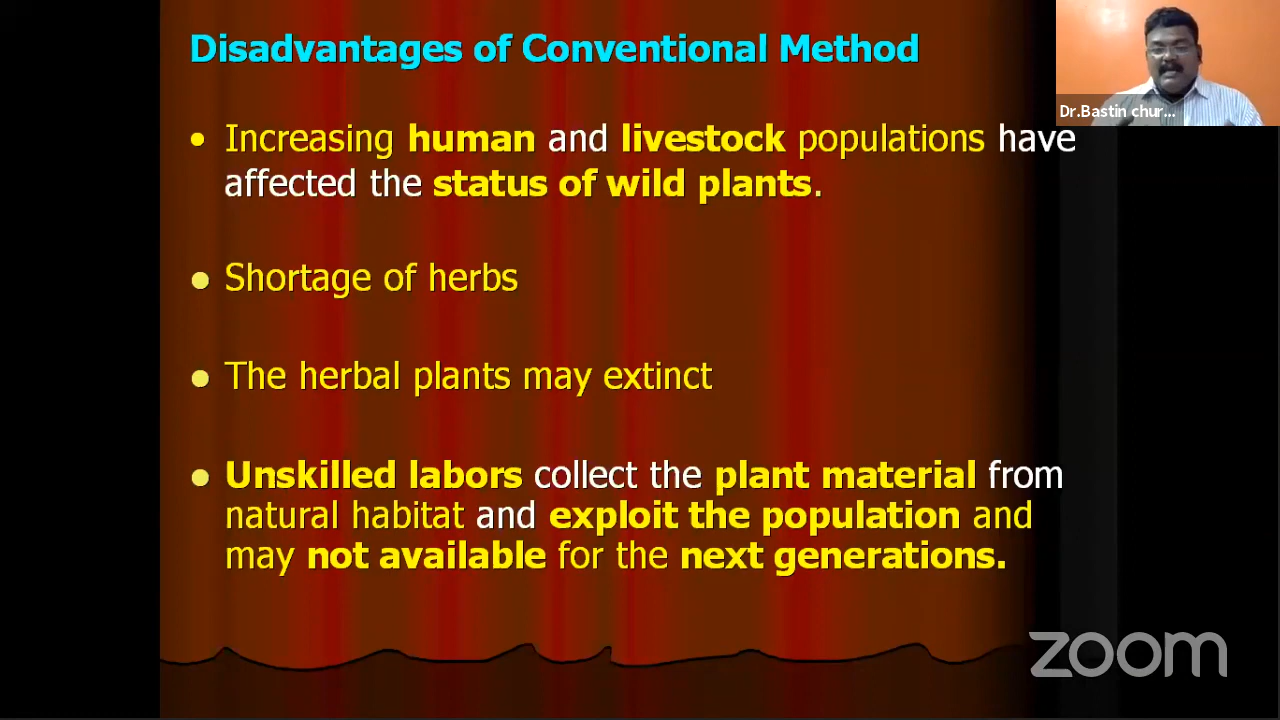 Disadvantages of Conventional Method
Dr.Bastin chur...
• Increasing human and livestock populations have
affected the status of wild plants.
• Shortage of herbs
• The herbal plants may extinct
• Unskilled labors collect the plant material from
natural habitat and exploit the population and
may not available for the next generations.
zoom